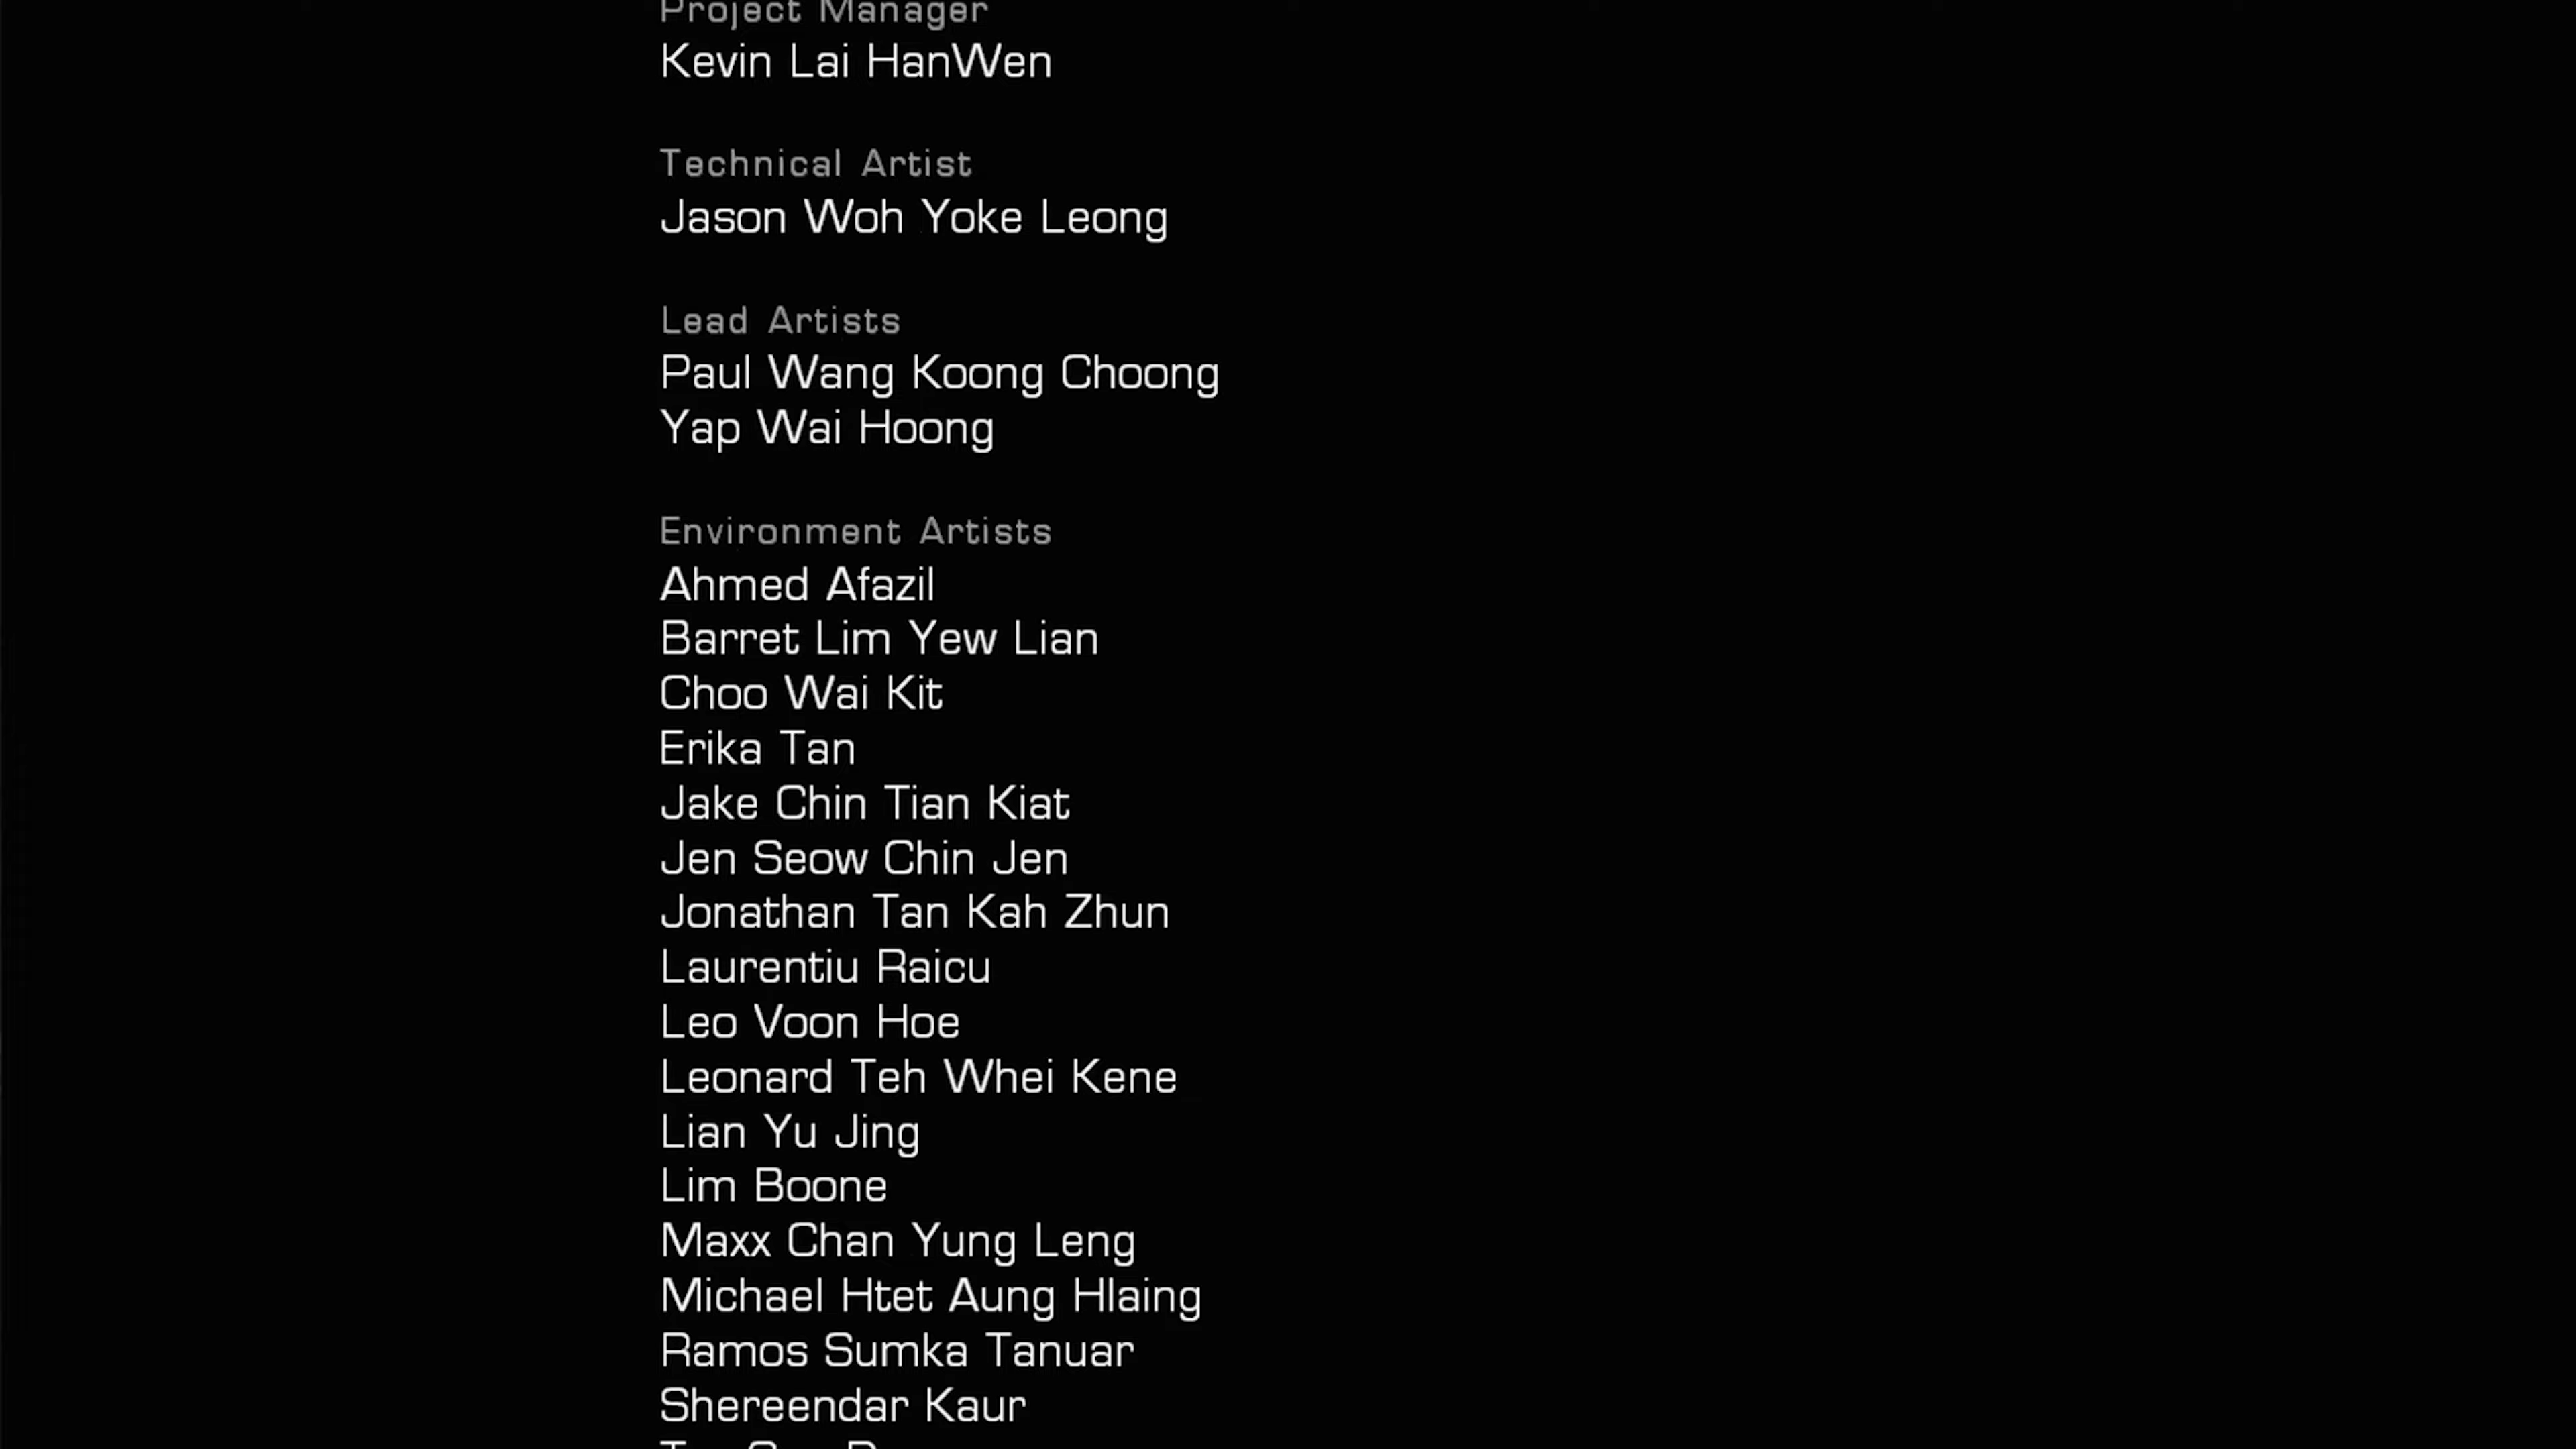 Project Manager
Kevin Lai HanWen
Technical Artist
Jason Woh Yoke Leong
Lead Artists
Paul Wang Koong Choong
Yap Wai Hoong
Environment Artists
Ahmed Afazil
Barret Lim Yew Lian
Choo Wai Kit
Erika Tan
Jake Chin Tian Kiat
Jen Seow Chin Jen
Jonathan Tan Kah Zhun
Laurentiu Raicu
Leo Voon Hoe
Leonard Teh Whei Kene
Lian Yu Jing
Lim Boone
Maxx Chan Yung Leng
Michael Htet Aung Hlaing
Ramos Sumka Tanuar
Shereendar Kaur